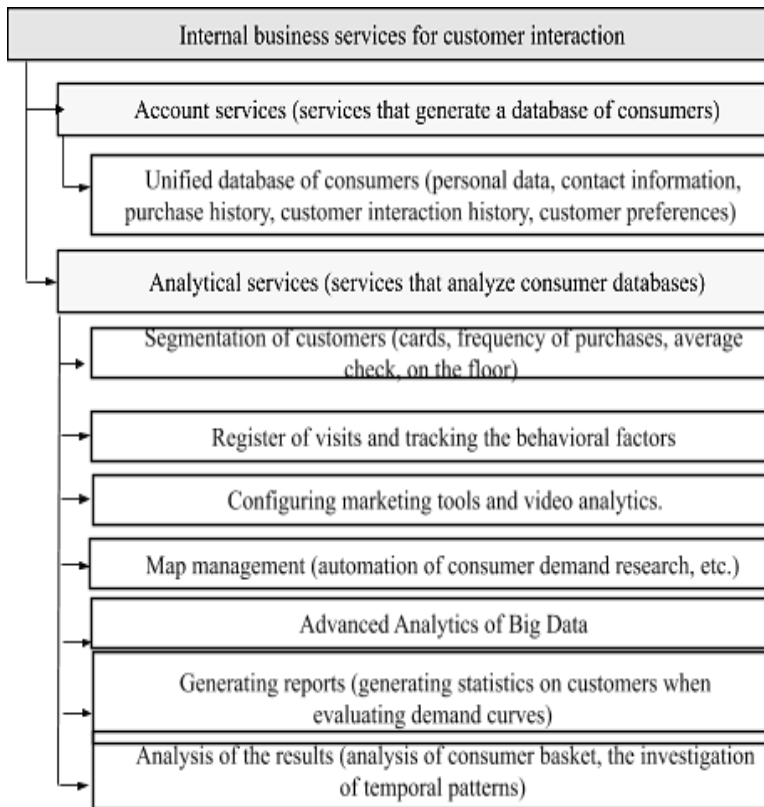 Internal business services for customer interaction
Account services (services that generate a database of consumers)
Unified database of consumers (personal data, contact information,
purchase history, customer interaction history, customer preferences)
Analytical services (services that analyze consumer databases)
Segmentation of customers (cards, frequency of purchases, average
check, on the floor)
Register of visits and tracking the behavioral factors
Configuring marketing tools and video analytics.
Map management (automation of consumer demand research, etc.)
Advanced Analytics of Big Data
Generating reports (generating statistics on customers when
evaluating demand curves)
Analysis of the results (analysis of consumer basket, the investigation
of temporal patterns)